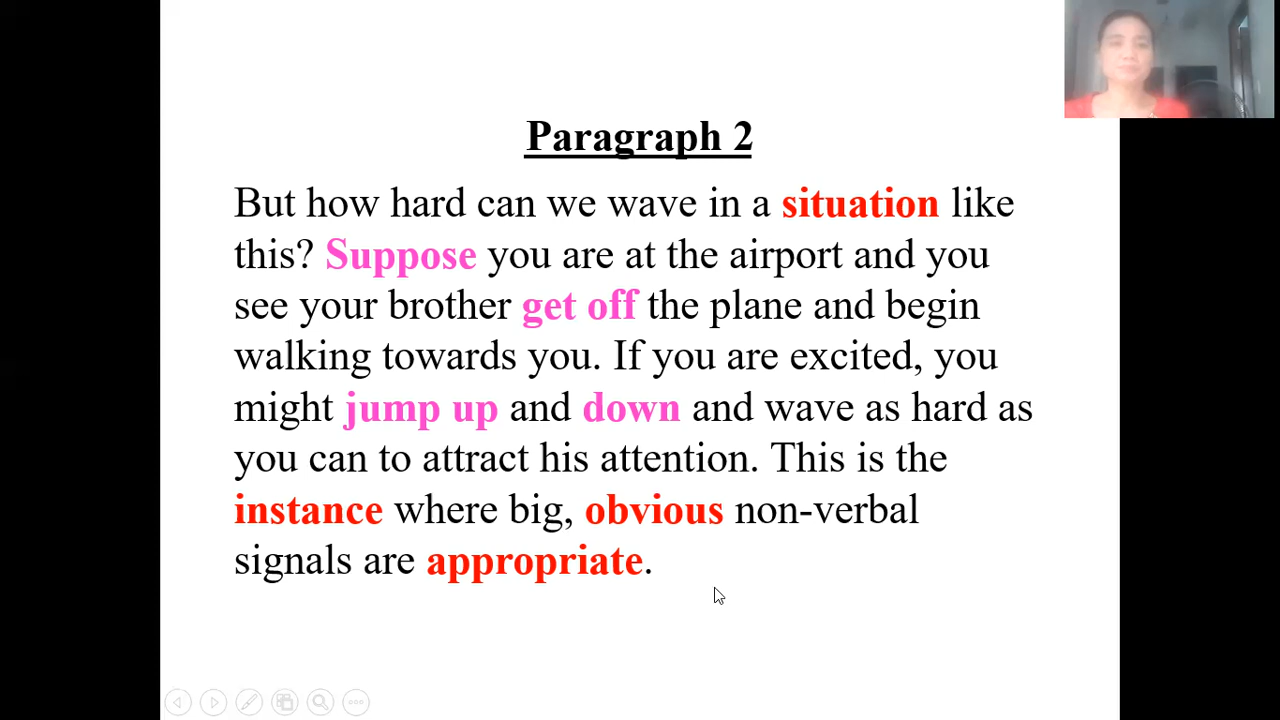 Paragraph 2
But how hard can we wave in a situation like
this? Suppose you are at the airport and you
see your brother get off the plane and begin
walking towards you. If you are excited, you
might jump up and down and wave as hard as
you can to attract his attention. This is the
instance where big, obvious non-verbal
signals are appropriate.